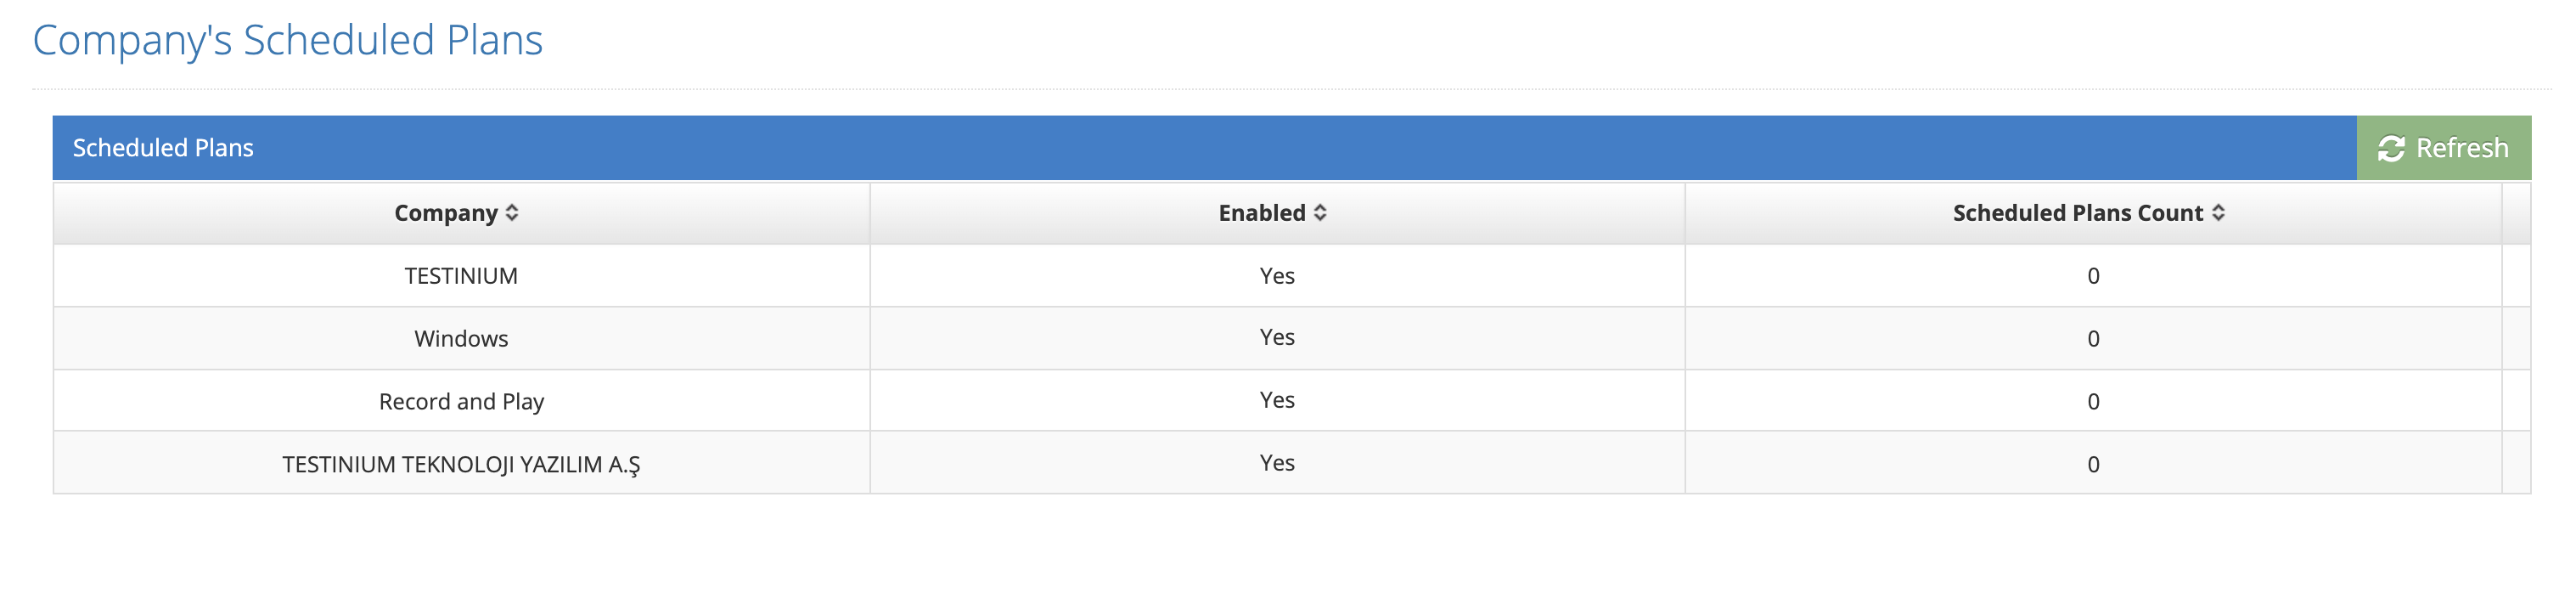 Company's Scheduled Plans
Scheduled Plans Refresh
Company Enabled Scheduled Plans Count
TESTINIUM Yes 0
Windows Yes 0
Record and Play Yes 0
TESTINIUM TEKNOLOJI YAZILIM A.Ş Yes 0